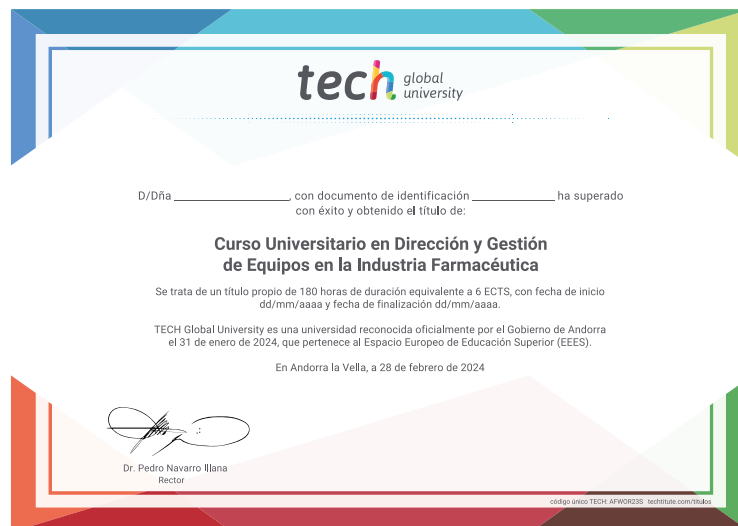 tech global university
D/Dña ________________, con documento de identificación ____________ ha superado
con éxito y obtenido el título de:
Curso Universitario en Dirección y Gestión
de Equipos en la Industria Farmacéutica
Se trata de un título propio de 180 horas de duración equivalente a 6 ECTS, con fecha de inicio
dd/mm/aaaa y fecha de finalización dd/mm/aaaa.
TECH Global University es una universidad reconocida oficialmente por el Gobierno de Andorra
el 31 de enero de 2024, que pertenece al Espacio Europeo de Educación Superior (EEES).
En Andorra la Vella, a 28 de febrero de 2024
Dr. Pedro Navarro Illana
Rector
código único TECH: AFWOR23S techtitute.com/titulos